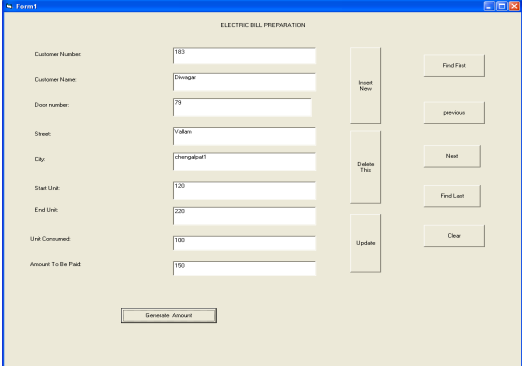 Form1
ELECTRIC BILL PREPARATION
Customer Number: 183
Customer Name: Diwagar
Door number: 79
Street: Vallam
City: chengalpat1
Start Unit: 120
End Unit: 220
Unit Consumed: 100
Amount To Be Paid: 150
Generate Amount
Insert
New
Delete
This
Update
Find First
previous
Next
Find Last
Clear